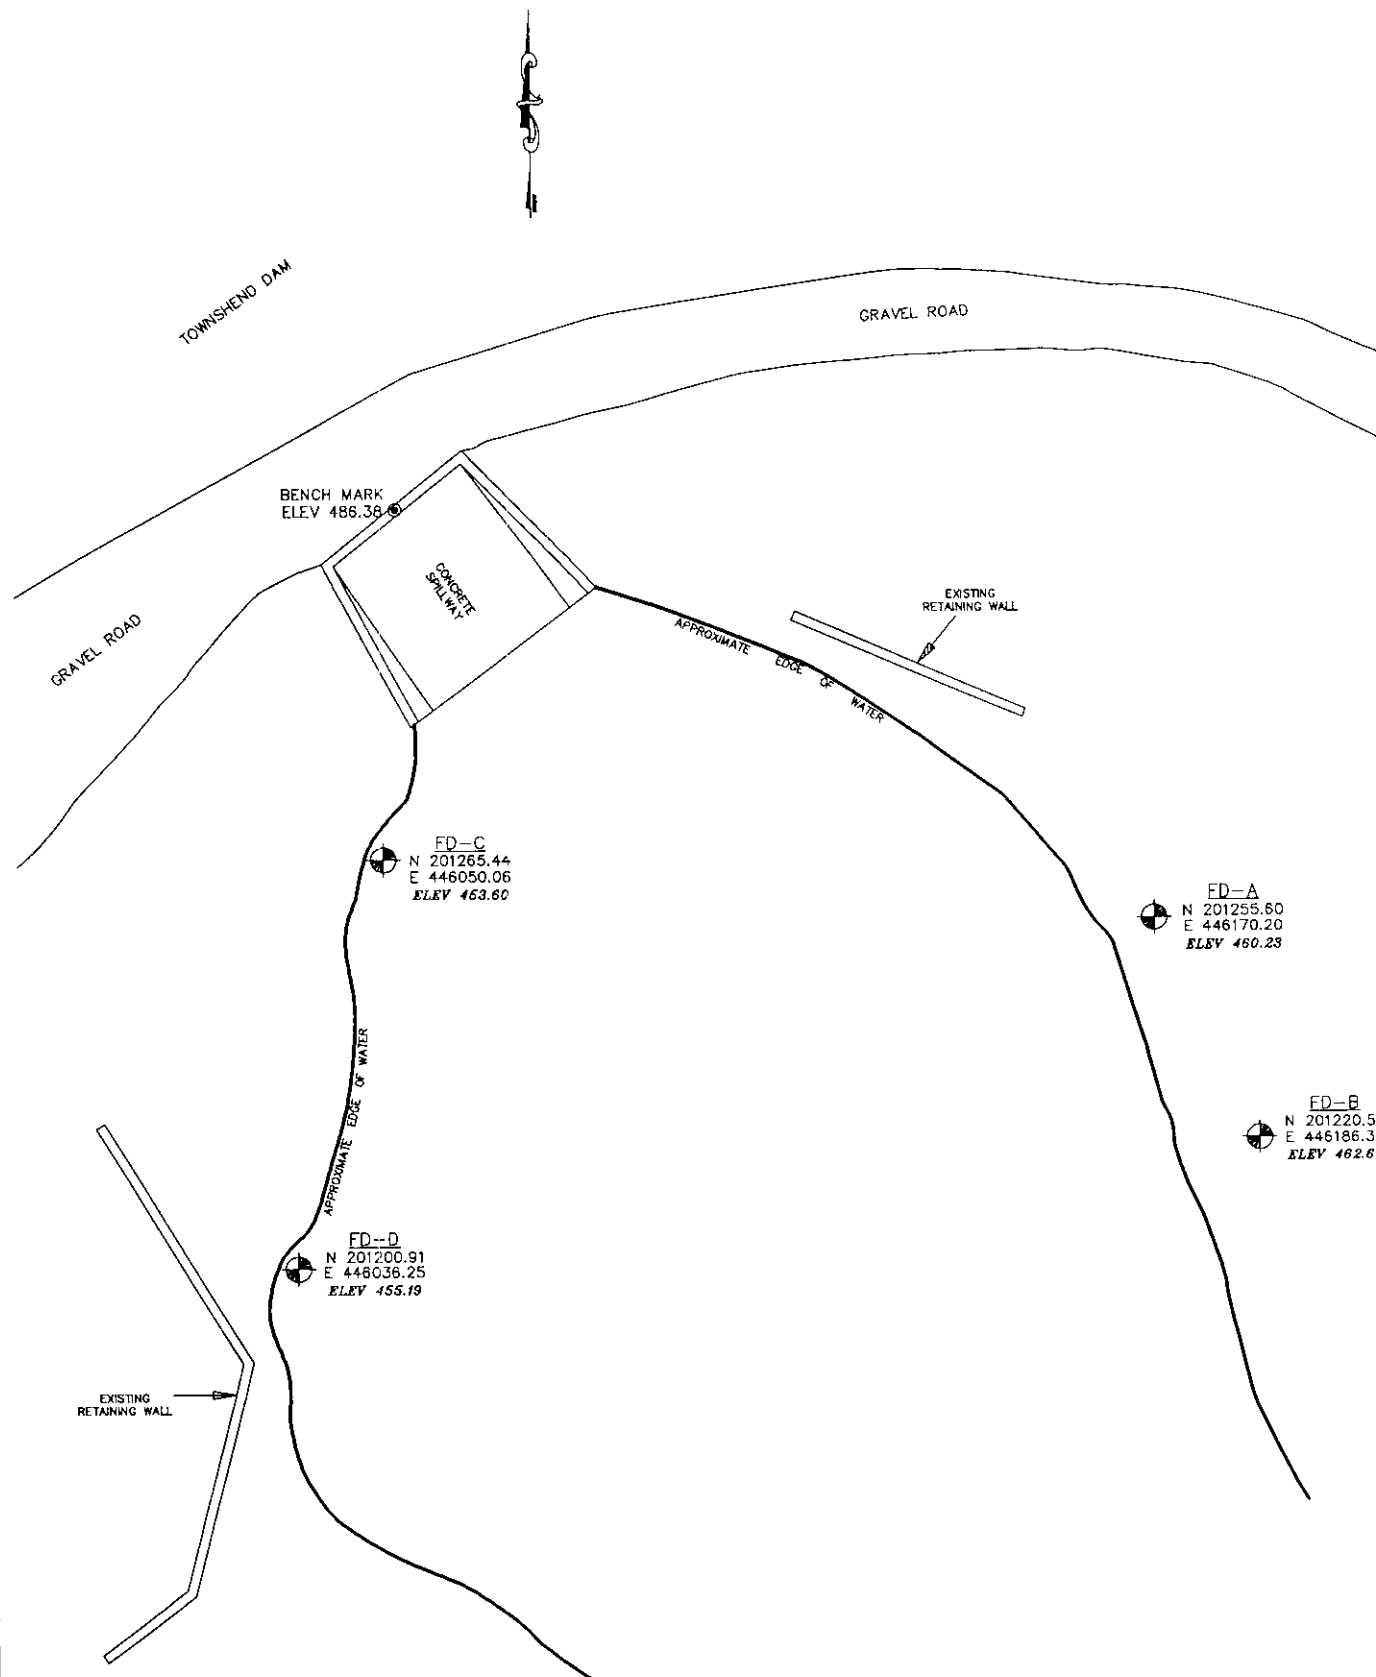 TOWNSHEND DAM
GRAVEL ROAD
BENCH MARK
ELEV 486.38
CONCRETE
SPILLWAY
GRAVEL ROAD
EXISTING
RETAINING WALL
APPROXIMATE EDGE OF WATER
FD-C
N 201265.44
E 446050.06
ELEV 453.60
FD-A
N 201255.60
E 446170.20
ELEV 460.23
APPROXIMATE EDGE OF WATER
FD-B
N 201220.5
E 446186.3
ELEV 462.6
FD-D
N 201200.91
E 446036.25
ELEV 455.19
EXISTING
RETAINING WALL